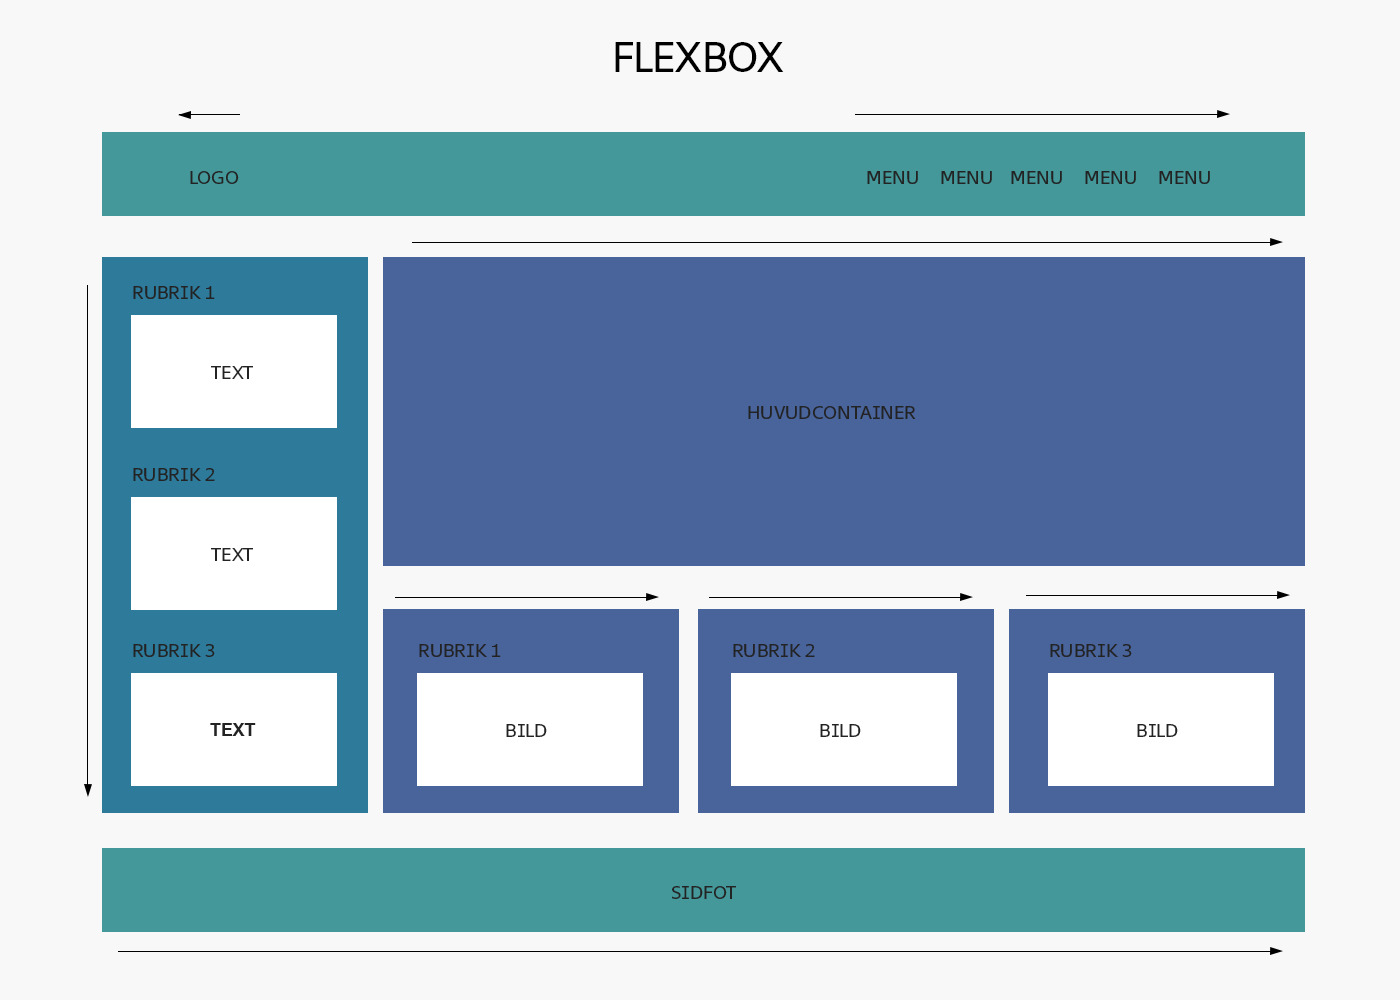 FLEXBOX
LOGO
MENU MENU MENU MENU MENU
RUBRIK 1
TEXT
RUBRIK 2
TEXT
RUBRIK 3
TEXT
HUVUDCONTAINER
RUBRIK 1
BILD
RUBRIK 2
BILD
RUBRIK 3
BILD
SIDFOT